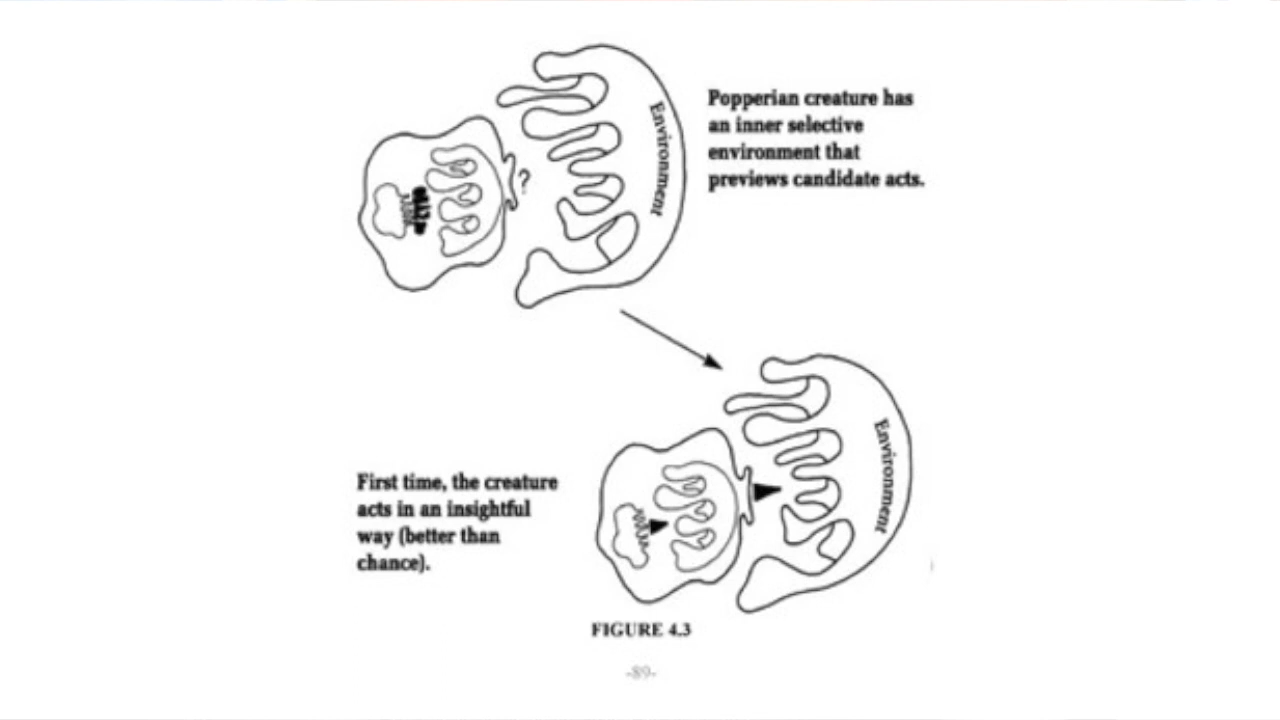 Popperian creature has
an inner selective
environment that
previews candidate acts.
Environment
?
First time, the creature
acts in an insightful
way (better than
chance).
Environment
FIGURE 4.3
-89-